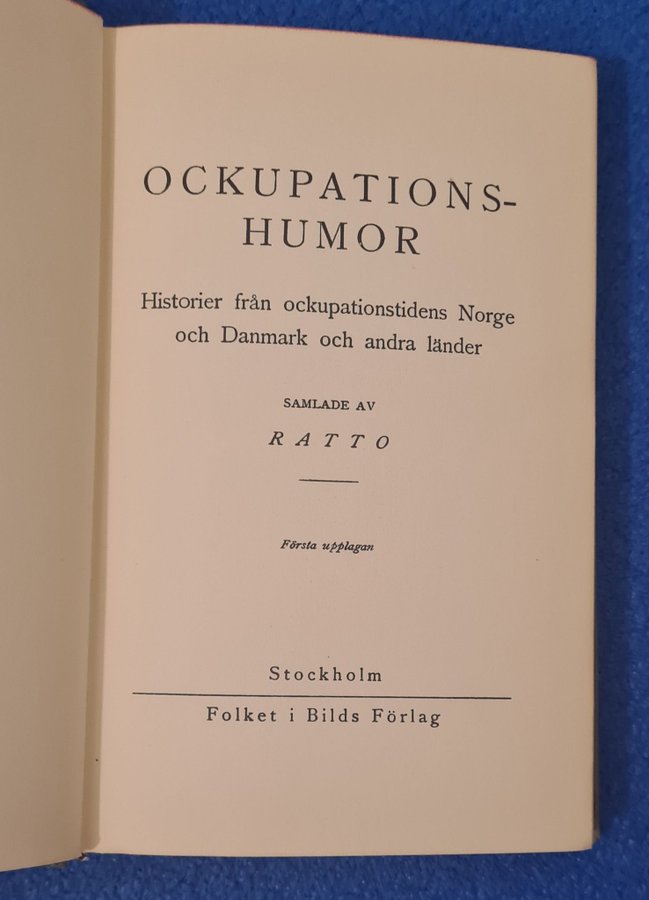 OCKUPATIONS-
HUMOR
Historier från ockupationstidens Norge
och Danmark och andra länder
SAMLADE AV
RATTO
Första upplagan
Stockholm
Folket i Bilds Förlag